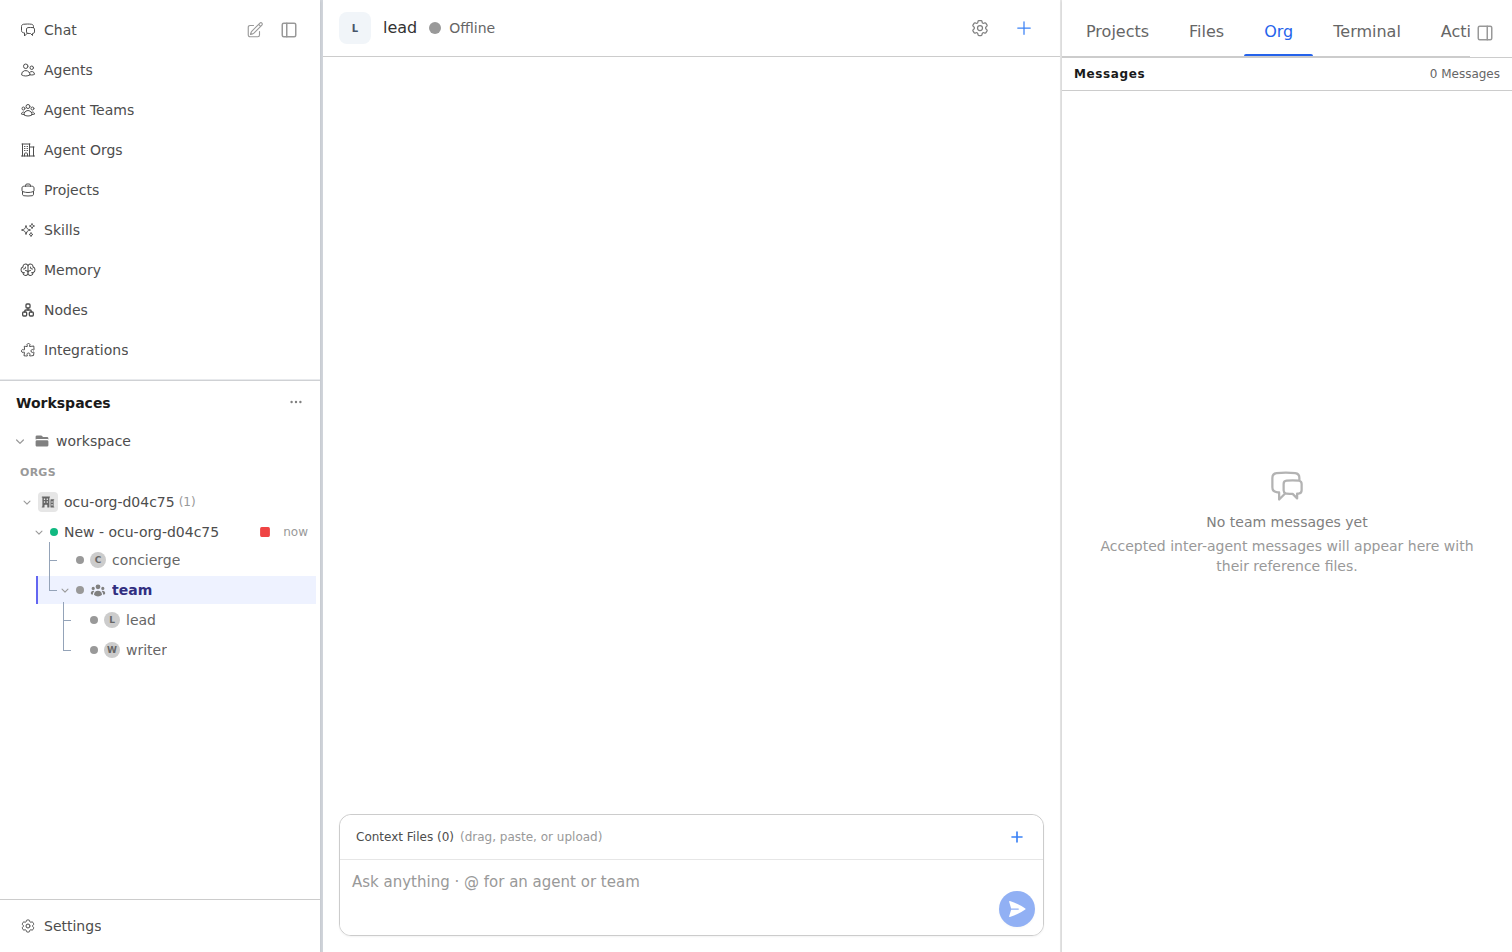 Chat
Agents
Agent Teams
Agent Orgs
Projects
Skills
Memory
Nodes
Integrations
Workspaces
workspace
ORGS
ocu-org-d04c75 (1)
New - ocu-org-d04c75 now
C concierge
team
L lead
W writer
Settings
L lead Offline
Context Files (0) (drag, paste, or upload)
Ask anything · @ for an agent or team
Projects Files Org Terminal Acti
Messages 0 Messages
No team messages yet
Accepted inter-agent messages will appear here with
their reference files.